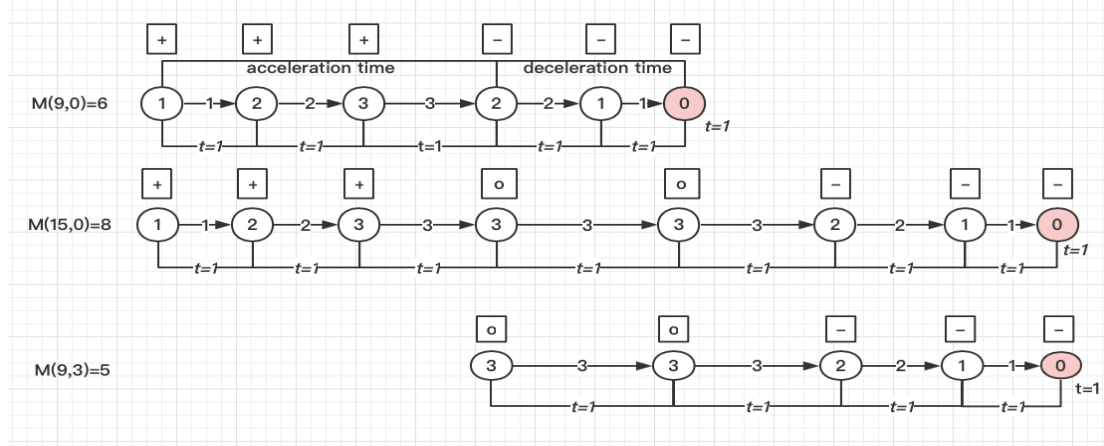 + + + − − −
acceleration time deceleration time
M(9,0)=6 1 1 2 2 3 3 2 2 1 1 0
t=1
t=1 t=1 t=1 t=1 t=1
+ + + o o − − −
M(15,0)=8 1 1 2 2 3 3 3 3 3 3 2 2 1 1 0
t=1
t=1 t=1 t=1 t=1 t=1 t=1 t=1
o o − − −
M(9,3)=5 3 3 3 3 2 2 1 1 0
t=1
t=1 t=1 t=1 t=1